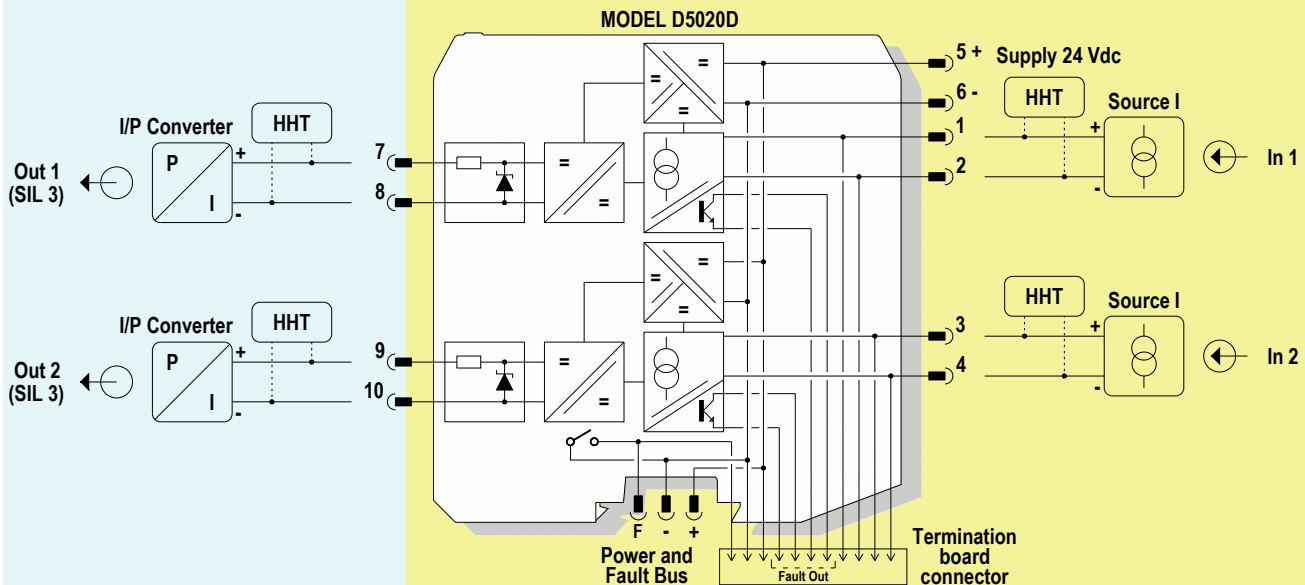 MODEL D5020D
5 + Supply 24 Vdc
6 -
HHT
Source I
I/P Converter
HHT
1
+
In 1
P
+
7
2
-
Out 1
(SIL 3)
I
-
8
=
=
=
=
=
HHT
Source I
I/P Converter
HHT
3
+
In 2
P
+
9
4
-
Out 2
(SIL 3)
I
-
10
=
=
=
=
=
F - +
Power and
Fault Bus
Fault Out
Termination
board
connector